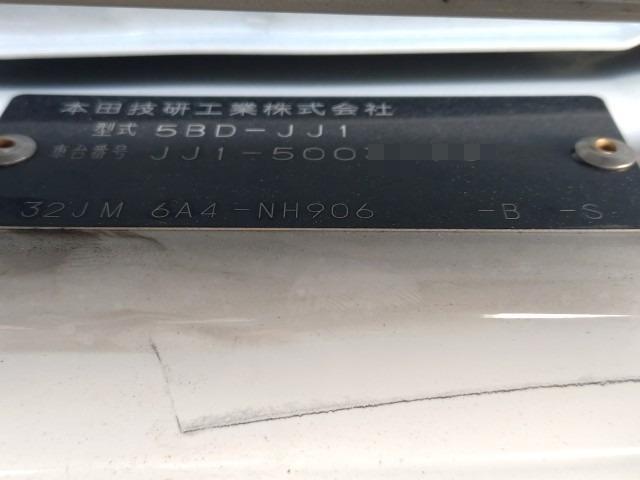 本田技研工業株式会社
型式 5BD-JJ1
車台番号 JJ1-500
32JM 6A4-NH906 -B -S